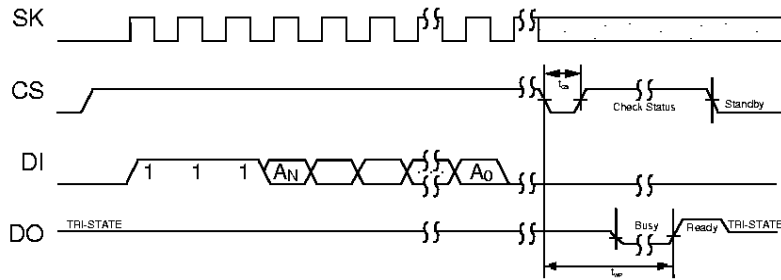 SK
CS
tCS
Check Status
Standby
DI
1 1 1 AN A0
DO
TRI-STATE
Busy
Ready
TRI-STATE
tWP